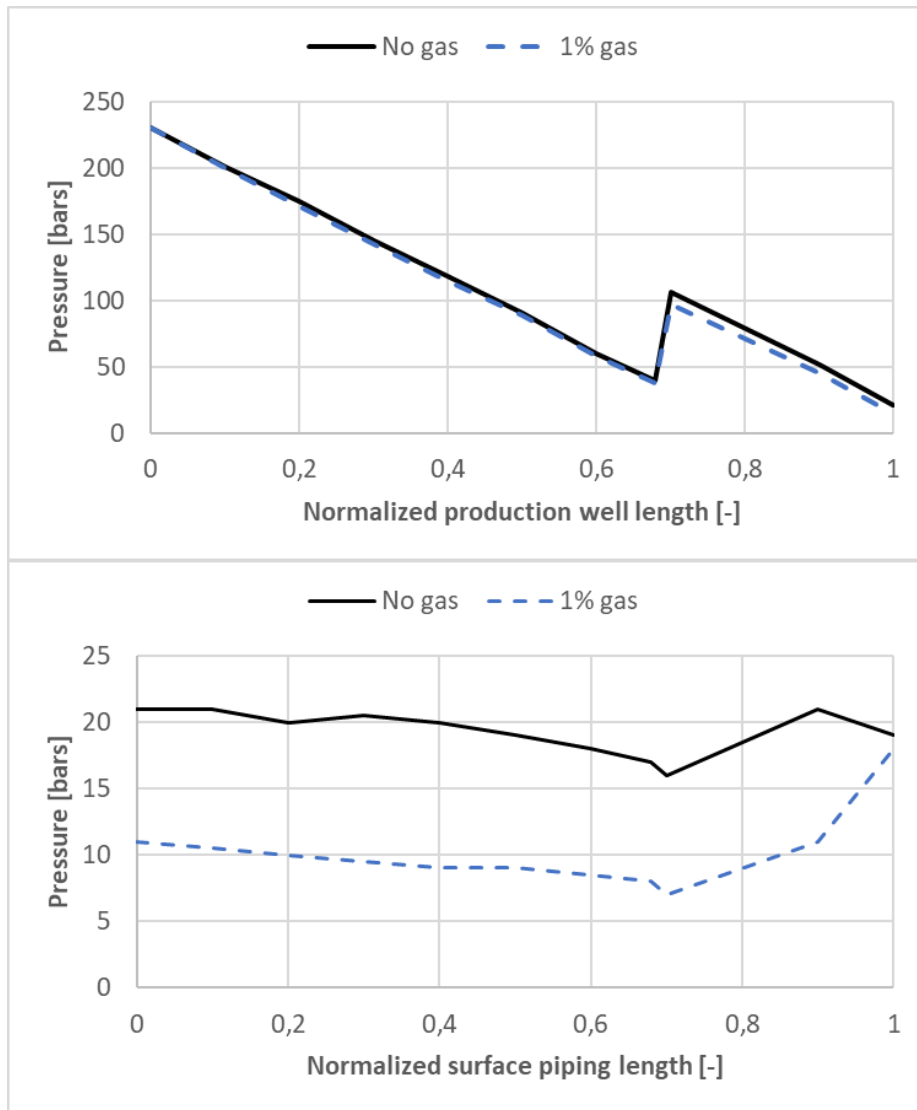 No gas 1% gas
250
200
150
100
50
0
Pressure [bars]
0 0,2 0,4 0,6 0,8 1
Normalized production well length [-]
No gas 1% gas
25
20
15
10
5
0
Pressure [bars]
0 0,2 0,4 0,6 0,8 1
Normalized surface piping length [-]